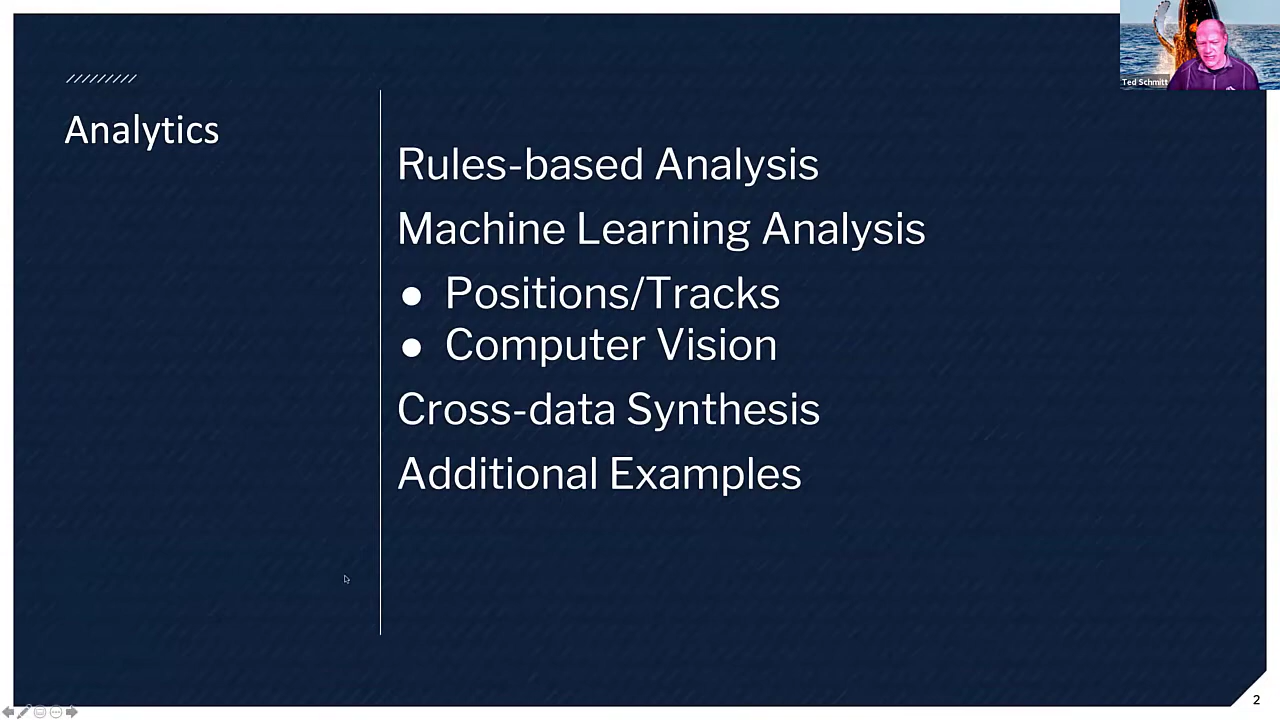 Ted Schmitt
Analytics
Rules-based Analysis
Machine Learning Analysis
● Positions/Tracks
● Computer Vision
Cross-data Synthesis
Additional Examples
2